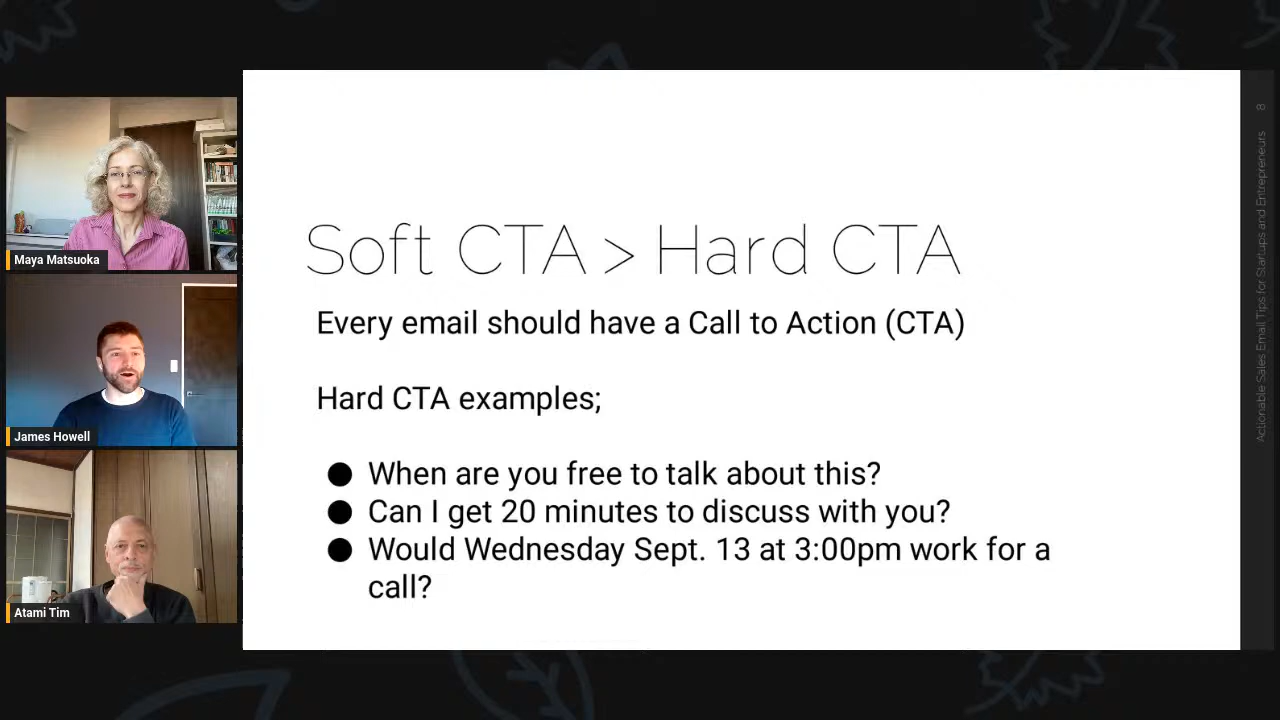 Maya Matsuoka
James Howell
Atami Tim
Soft CTA > Hard CTA
Every email should have a Call to Action (CTA)
Hard CTA examples;
● When are you free to talk about this?
● Can I get 20 minutes to discuss with you?
● Would Wednesday Sept. 13 at 3:00pm work for a
call?
Actionable Sales Email Tips for Startups and Entrepreneurs 8